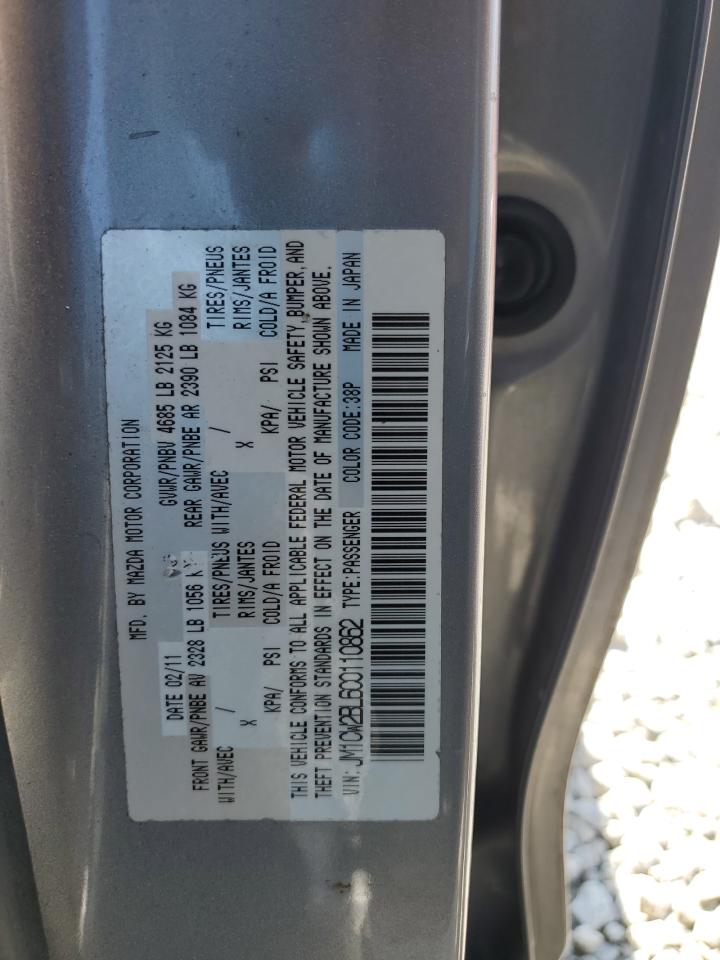 MFD. BY MAZDA MOTOR CORPORATION
DATE 02/11 GVWR/PNBV 4685 LB 2125 KG
FRONT GAWR/PNBE AV 2328 LB 1056 KG REAR GAWR/PNBE AR 2390 LB 1084 KG
WITH/AVEC / TIRES/PNEUS WITH/AVEC / TIRES/PNEUS
X RIMS/JANTES X RIMS/JANTES
KPA/ PSI COLD/A FROID KPA/ PSI COLD/A FROID
THIS VEHICLE CONFORMS TO ALL APPLICABLE FEDERAL MOTOR VEHICLE SAFETY, BUMPER, AND
THEFT PREVENTION STANDARDS IN EFFECT ON THE DATE OF MANUFACTURE SHOWN ABOVE.
VIN: JM1CW2BL6C0110862 TYPE:PASSENGER COLOR CODE:38P MADE IN JAPAN